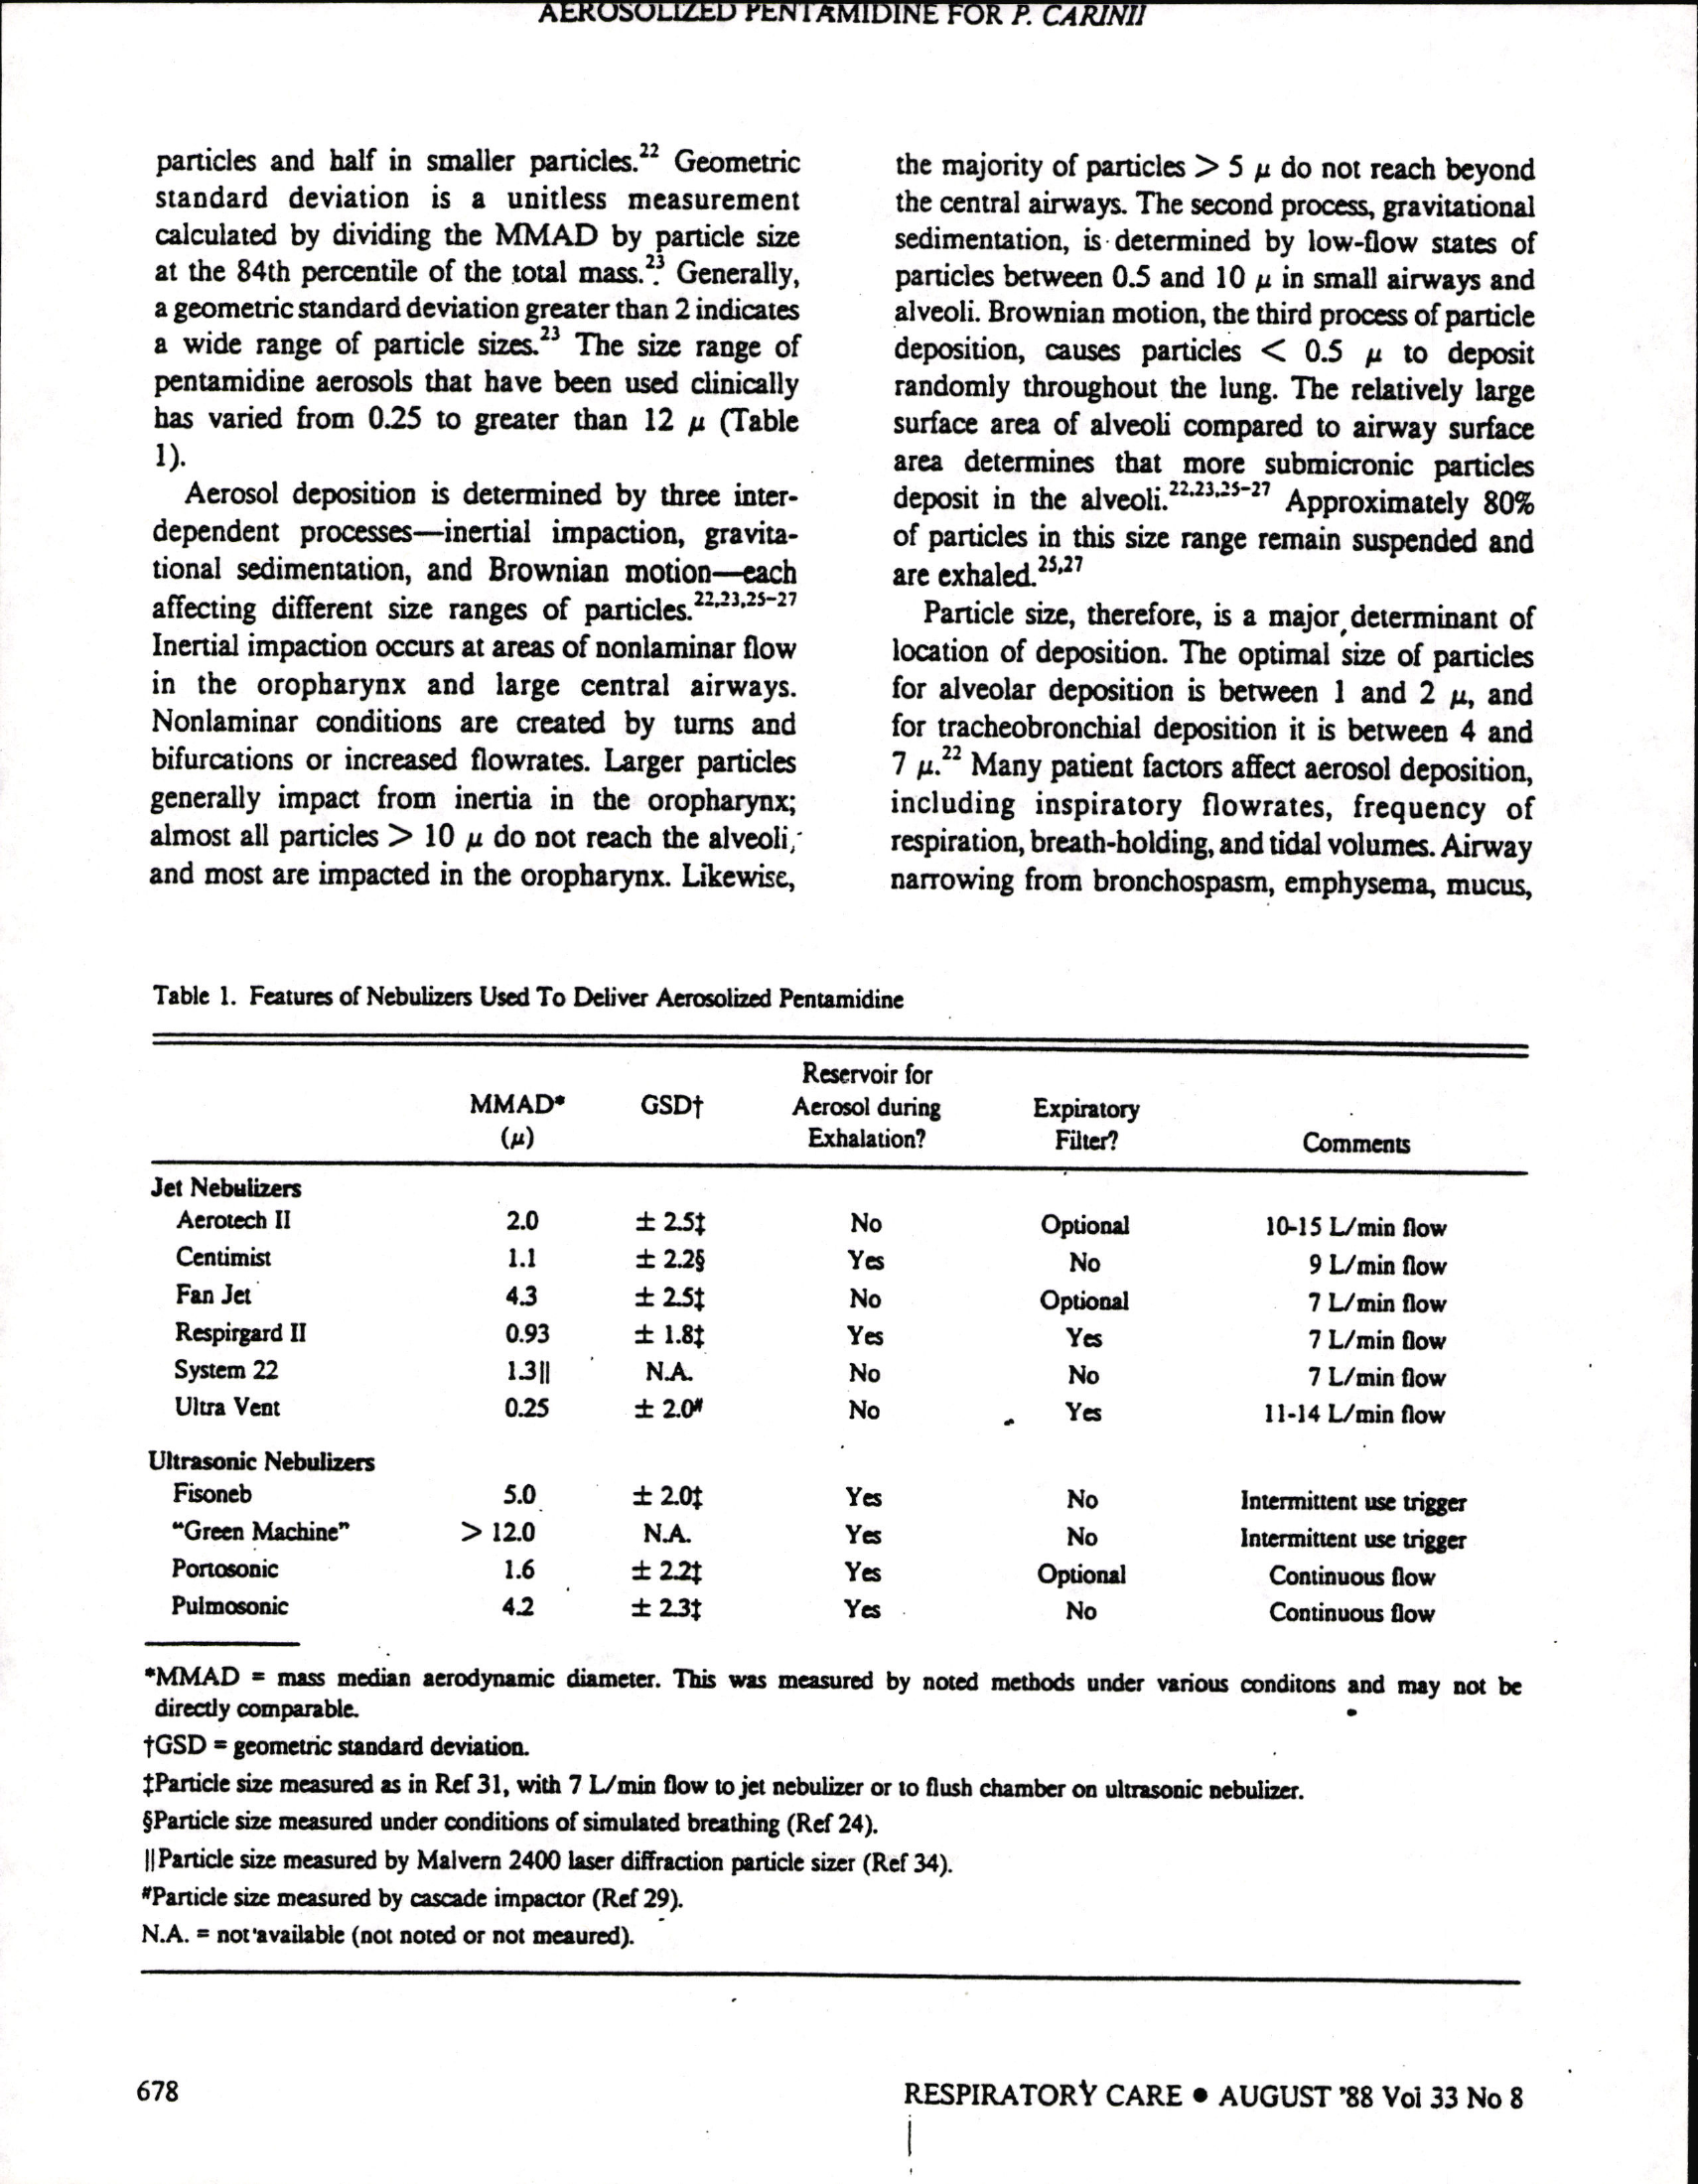 AEROSOLIZED PENTAMIDINE FOR P. CARINII
particles and half in smaller particles.22 Geometric
standard deviation is a unitless measurement
calculated by dividing the MMAD by particle size
at the 84th percentile of the total mass.23 Generally,
a geometric standard deviation greater than 2 indicates
a wide range of particle sizes.23 The size range of
pentamidine aerosols that have been used clinically
has varied from 0.25 to greater than 12 μ (Table
1).
Aerosol deposition is determined by three inter-
dependent processes—inertial impaction, gravita-
tional sedimentation, and Brownian motion—each
affecting different size ranges of particles.22,23,25-27
Inertial impaction occurs at areas of nonlaminar flow
in the oropharynx and large central airways.
Nonlaminar conditions are created by turns and
bifurcations or increased flowrates. Larger particles
generally impact from inertia in the oropharynx;
almost all particles > 10 μ do not reach the alveoli,
and most are impacted in the oropharynx. Likewise,
the majority of particles > 5 μ do not reach beyond
the central airways. The second process, gravitational
sedimentation, is determined by low-flow states of
particles between 0.5 and 10 μ in small airways and
alveoli. Brownian motion, the third process of particle
deposition, causes particles < 0.5 μ to deposit
randomly throughout the lung. The relatively large
surface area of alveoli compared to airway surface
area determines that more submicronic particles
deposit in the alveoli.22,23,25-27 Approximately 80%
of particles in this size range remain suspended and
are exhaled.25,27
Particle size, therefore, is a major determinant of
location of deposition. The optimal size of particles
for alveolar deposition is between 1 and 2 μ, and
for tracheobronchial deposition it is between 4 and
7 μ.22 Many patient factors affect aerosol deposition,
including inspiratory flowrates, frequency of
respiration, breath-holding, and tidal volumes. Airway
narrowing from bronchospasm, emphysema, mucus,
Table 1. Features of Nebulizers Used To Deliver Aerosolized Pentamidine
Reservoir for
MMAD* GSD† Aerosol during Expiratory
(μ) Exhalation? Filter? Comments
Jet Nebulizers
Aerotech II 2.0 ± 2.5‡ No Optional 10-15 L/min flow
Centimist 1.1 ± 2.2§ Yes No 9 L/min flow
Fan Jet 4.3 ± 2.5‡ No Optional 7 L/min flow
Respirgard II 0.93 ± 1.8‡ Yes Yes 7 L/min flow
System 22 1.3|| N.A. No No 7 L/min flow
Ultra Vent 0.25 ± 2.0# No Yes 11-14 L/min flow
Ultrasonic Nebulizers
Fisoneb 5.0 ± 2.0‡ Yes No Intermittent use trigger
"Green Machine" > 12.0 N.A. Yes No Intermittent use trigger
Portosonic 1.6 ± 2.2‡ Yes Optional Continuous flow
Pulmosonic 4.2 ± 2.3‡ Yes No Continuous flow
*MMAD = mass median aerodynamic diameter. This was measured by noted methods under various conditons and may not be
directly comparable.
†GSD = geometric standard deviation.
‡Particle size measured as in Ref 31, with 7 L/min flow to jet nebulizer or to flush chamber on ultrasonic nebulizer.
§Particle size measured under conditions of simulated breathing (Ref 24).
||Particle size measured by Malvern 2400 laser diffraction particle sizer (Ref 34).
#Particle size measured by cascade impactor (Ref 29).
N.A. = not available (not noted or not meaured).
678
RESPIRATORY CARE • AUGUST '88 Vol 33 No 8